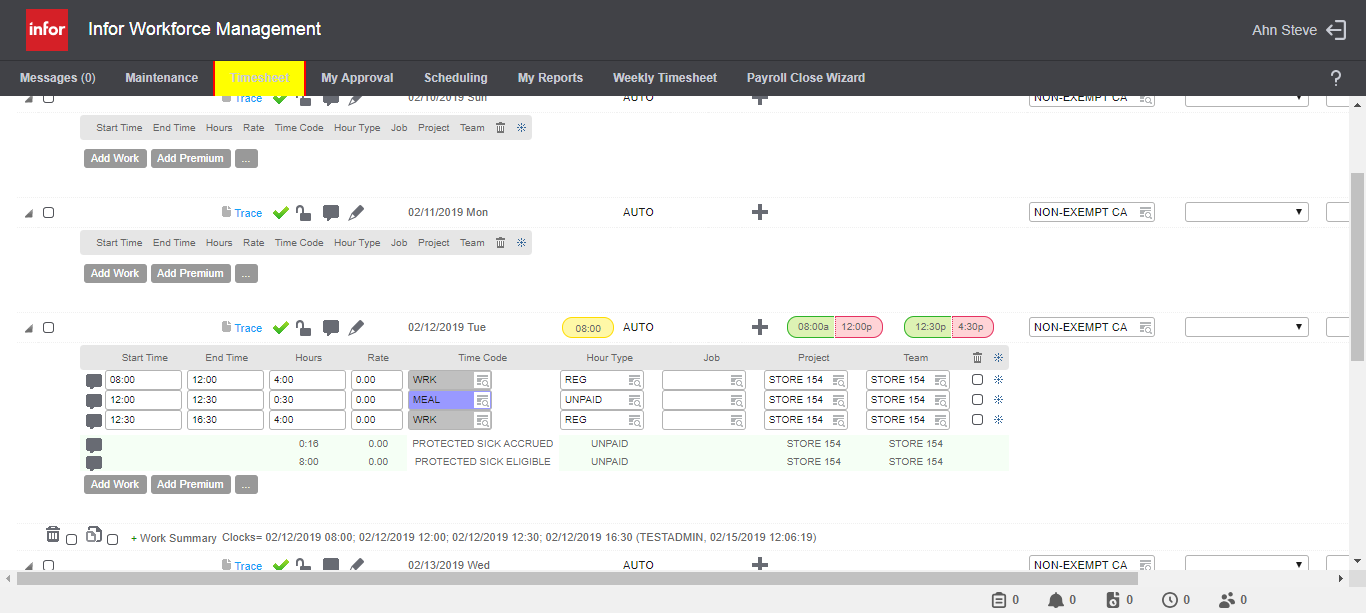 infor Infor Workforce Management Ahn Steve
Messages (0) Maintenance Timesheet My Approval Scheduling My Reports Weekly Timesheet Payroll Close Wizard ?
Trace 02/10/2019 Sun AUTO NON-EXEMPT CA
Start Time End Time Hours Rate Time Code Hour Type Job Project Team
Add Work Add Premium ...
Trace 02/11/2019 Mon AUTO NON-EXEMPT CA
Start Time End Time Hours Rate Time Code Hour Type Job Project Team
Add Work Add Premium ...
Trace 02/12/2019 Tue 08:00 AUTO 08:00a 12:00p 12:30p 4:30p NON-EXEMPT CA
Start Time End Time Hours Rate Time Code Hour Type Job Project Team
08:00 12:00 4:00 0.00 WRK REG STORE 154 STORE 154
12:00 12:30 0:30 0.00 MEAL UNPAID STORE 154 STORE 154
12:30 16:30 4:00 0.00 WRK REG STORE 154 STORE 154
0:16 0.00 PROTECTED SICK ACCRUED UNPAID STORE 154 STORE 154
8:00 0.00 PROTECTED SICK ELIGIBLE UNPAID STORE 154 STORE 154
Add Work Add Premium ...
+ Work Summary Clocks= 02/12/2019 08:00; 02/12/2019 12:00; 02/12/2019 12:30; 02/12/2019 16:30 (TESTADMIN, 02/15/2019 12:06:19)
Trace 02/13/2019 Wed AUTO NON-EXEMPT CA
0 0 0 0 0